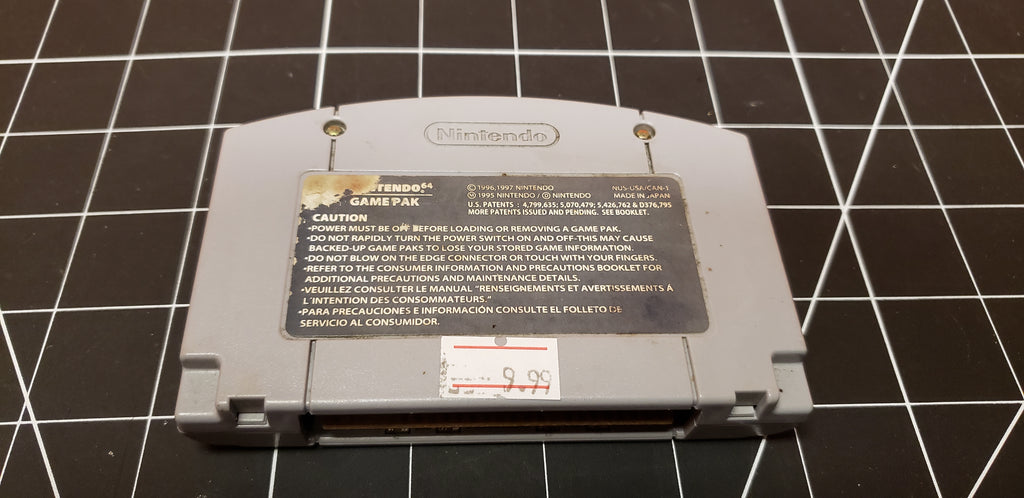 Nintendo
NTENDO 64
GAME PAK
© 1996,1997 NINTENDO
Ⓜ 1995 NINTENDO / Ⓓ NINTENDO
NUS-USA/CAN-1
MADE IN JAPAN
U.S. PATENTS : 4,799,635; 5,070,479; 5,426,762 & D376,795
MORE PATENTS ISSUED AND PENDING. SEE BOOKLET.
CAUTION
•POWER MUST BE OFF BEFORE LOADING OR REMOVING A GAME PAK.
•DO NOT RAPIDLY TURN THE POWER SWITCH ON AND OFF-THIS MAY CAUSE
BACKED-UP GAME PAKS TO LOSE YOUR STORED GAME INFORMATION.
•DO NOT BLOW ON THE EDGE CONNECTOR OR TOUCH WITH YOUR FINGERS.
•REFER TO THE CONSUMER INFORMATION AND PRECAUTIONS BOOKLET FOR
ADDITIONAL PRECAUTIONS AND MAINTENANCE DETAILS.
•VEUILLEZ CONSULTER LE MANUAL "RENSEIGNEMENTS ET AVERTISSEMENTS À
L'INTENTION DES CONSOMMATEURS."
•PARA PRECAUCIONES E INFORMACIÓN CONSULTE EL FOLLETO DE
SERVICIO AL CONSUMIDOR.
9.99